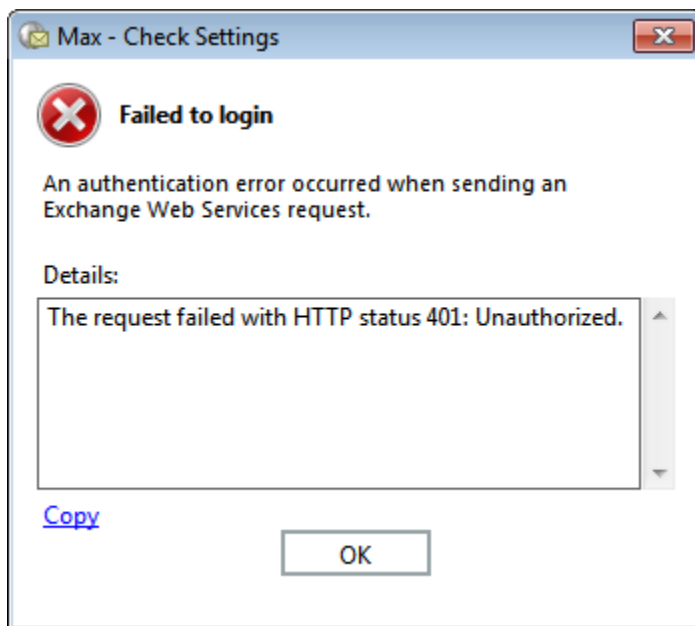 Max - Check Settings
Failed to login
An authentication error occurred when sending an
Exchange Web Services request.
Details:
The request failed with HTTP status 401: Unauthorized.
Copy
OK